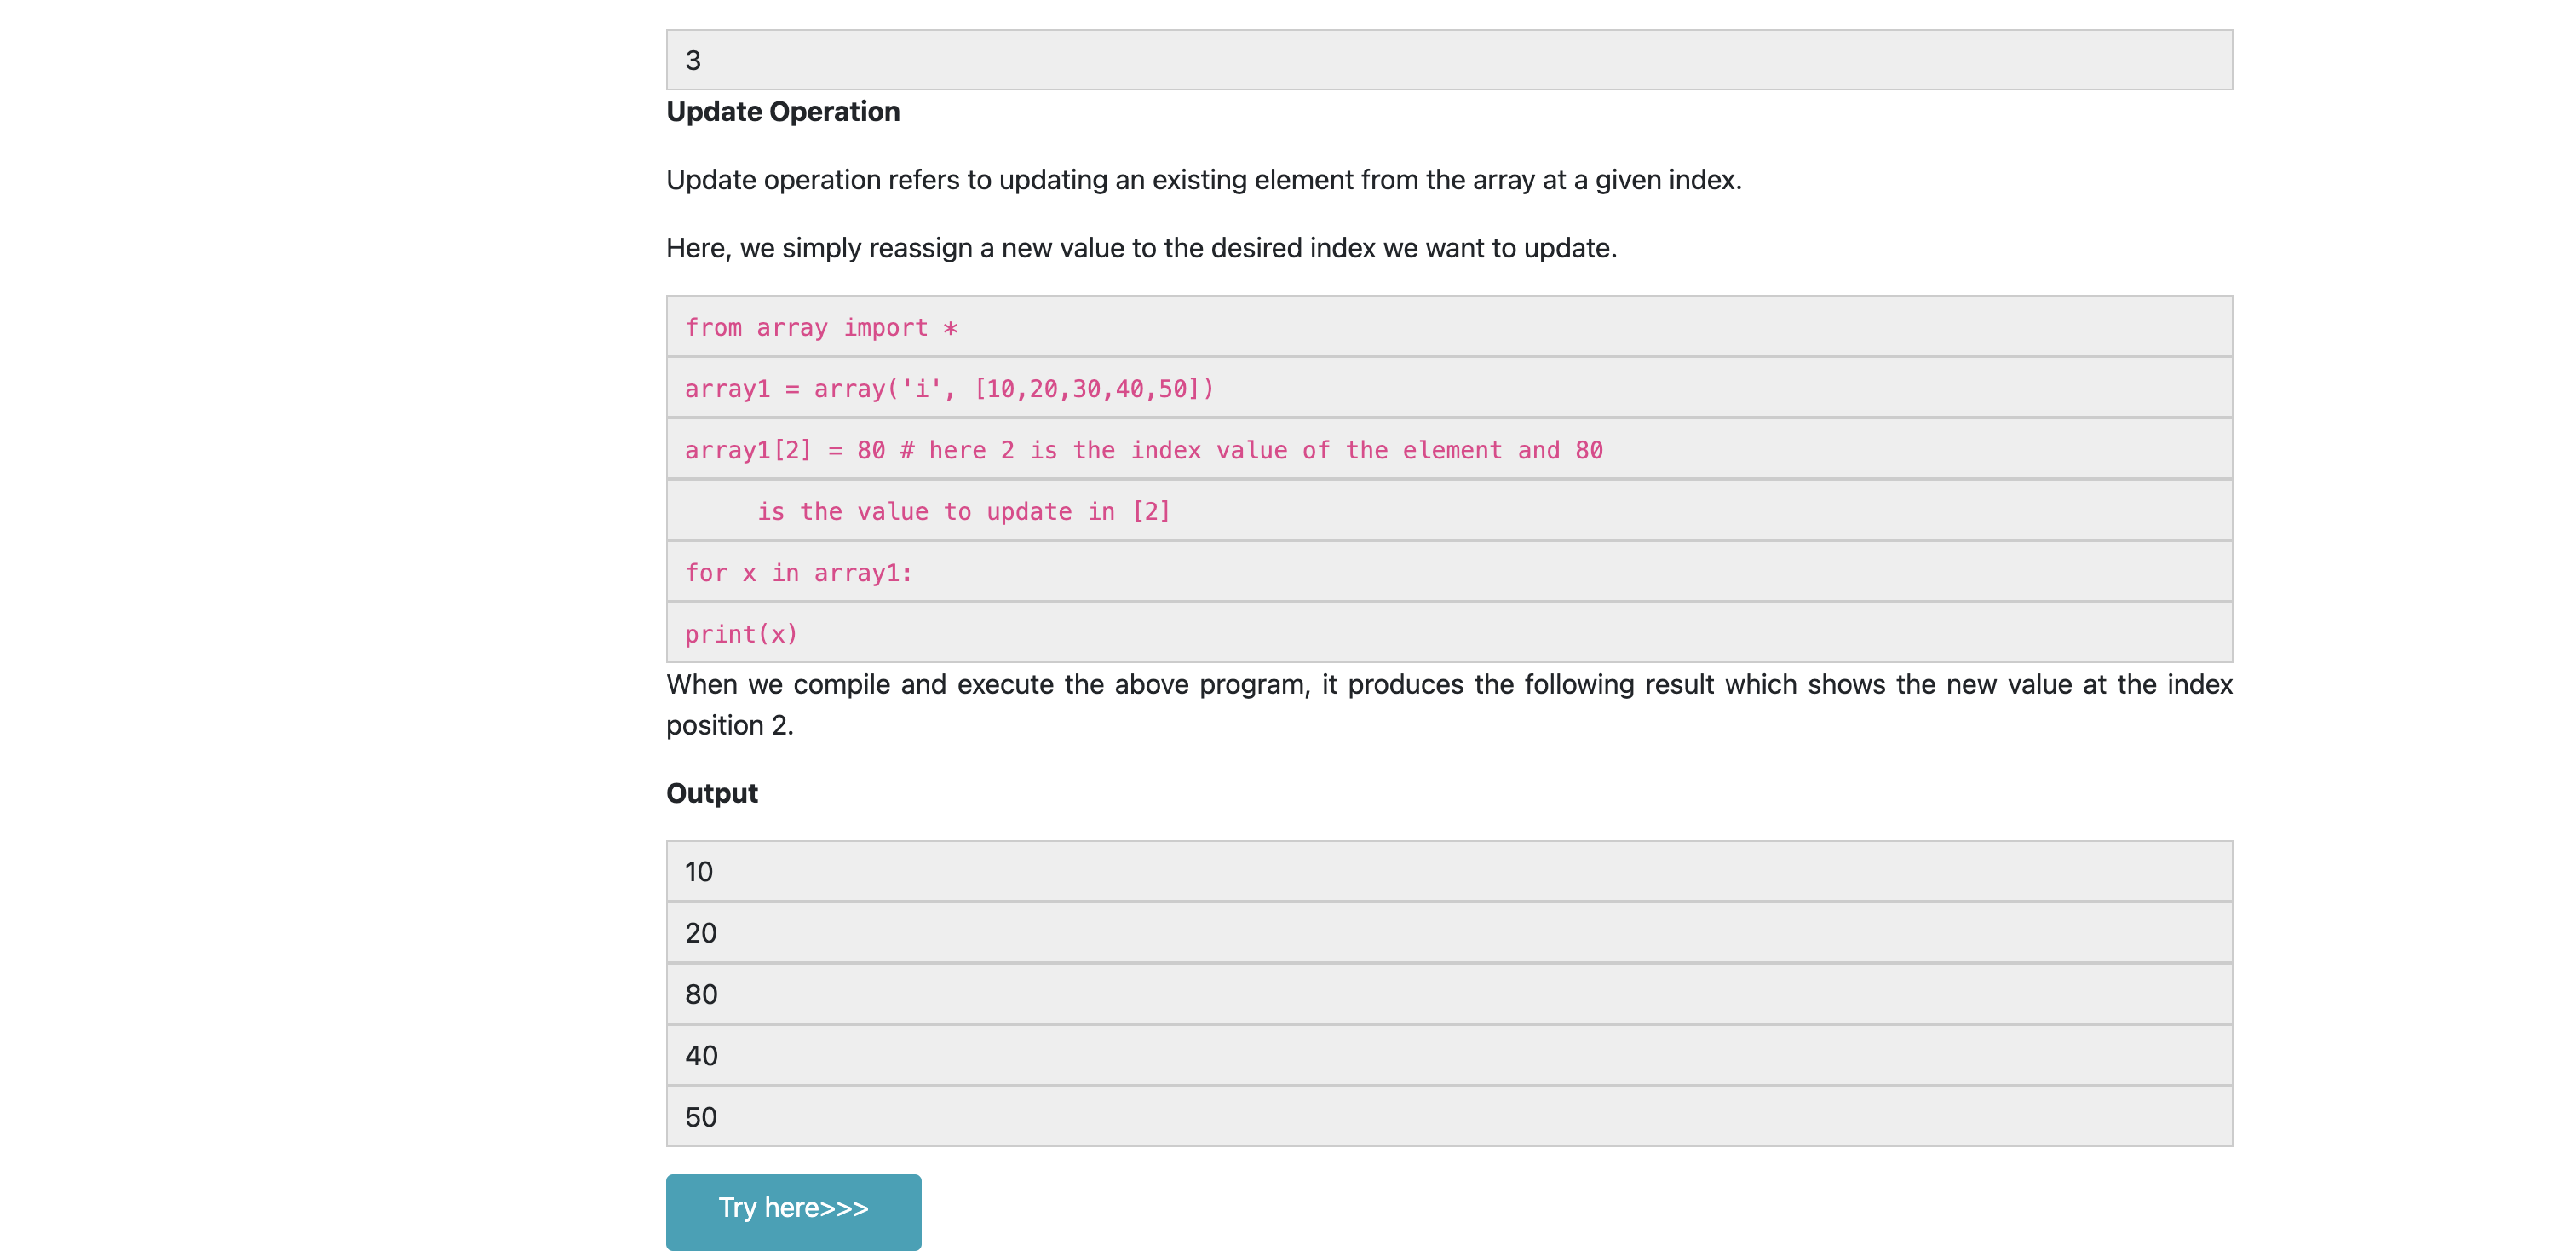 3
Update Operation
Update operation refers to updating an existing element from the array at a given index.
Here, we simply reassign a new value to the desired index we want to update.
from array import *
array1 = array('i', [10,20,30,40,50])
array1[2] = 80 # here 2 is the index value of the element and 80
is the value to update in [2]
for x in array1:
print(x)
When we compile and execute the above program, it produces the following result which shows the new value at the index
position 2.
Output
10
20
80
40
50
Try here>>>